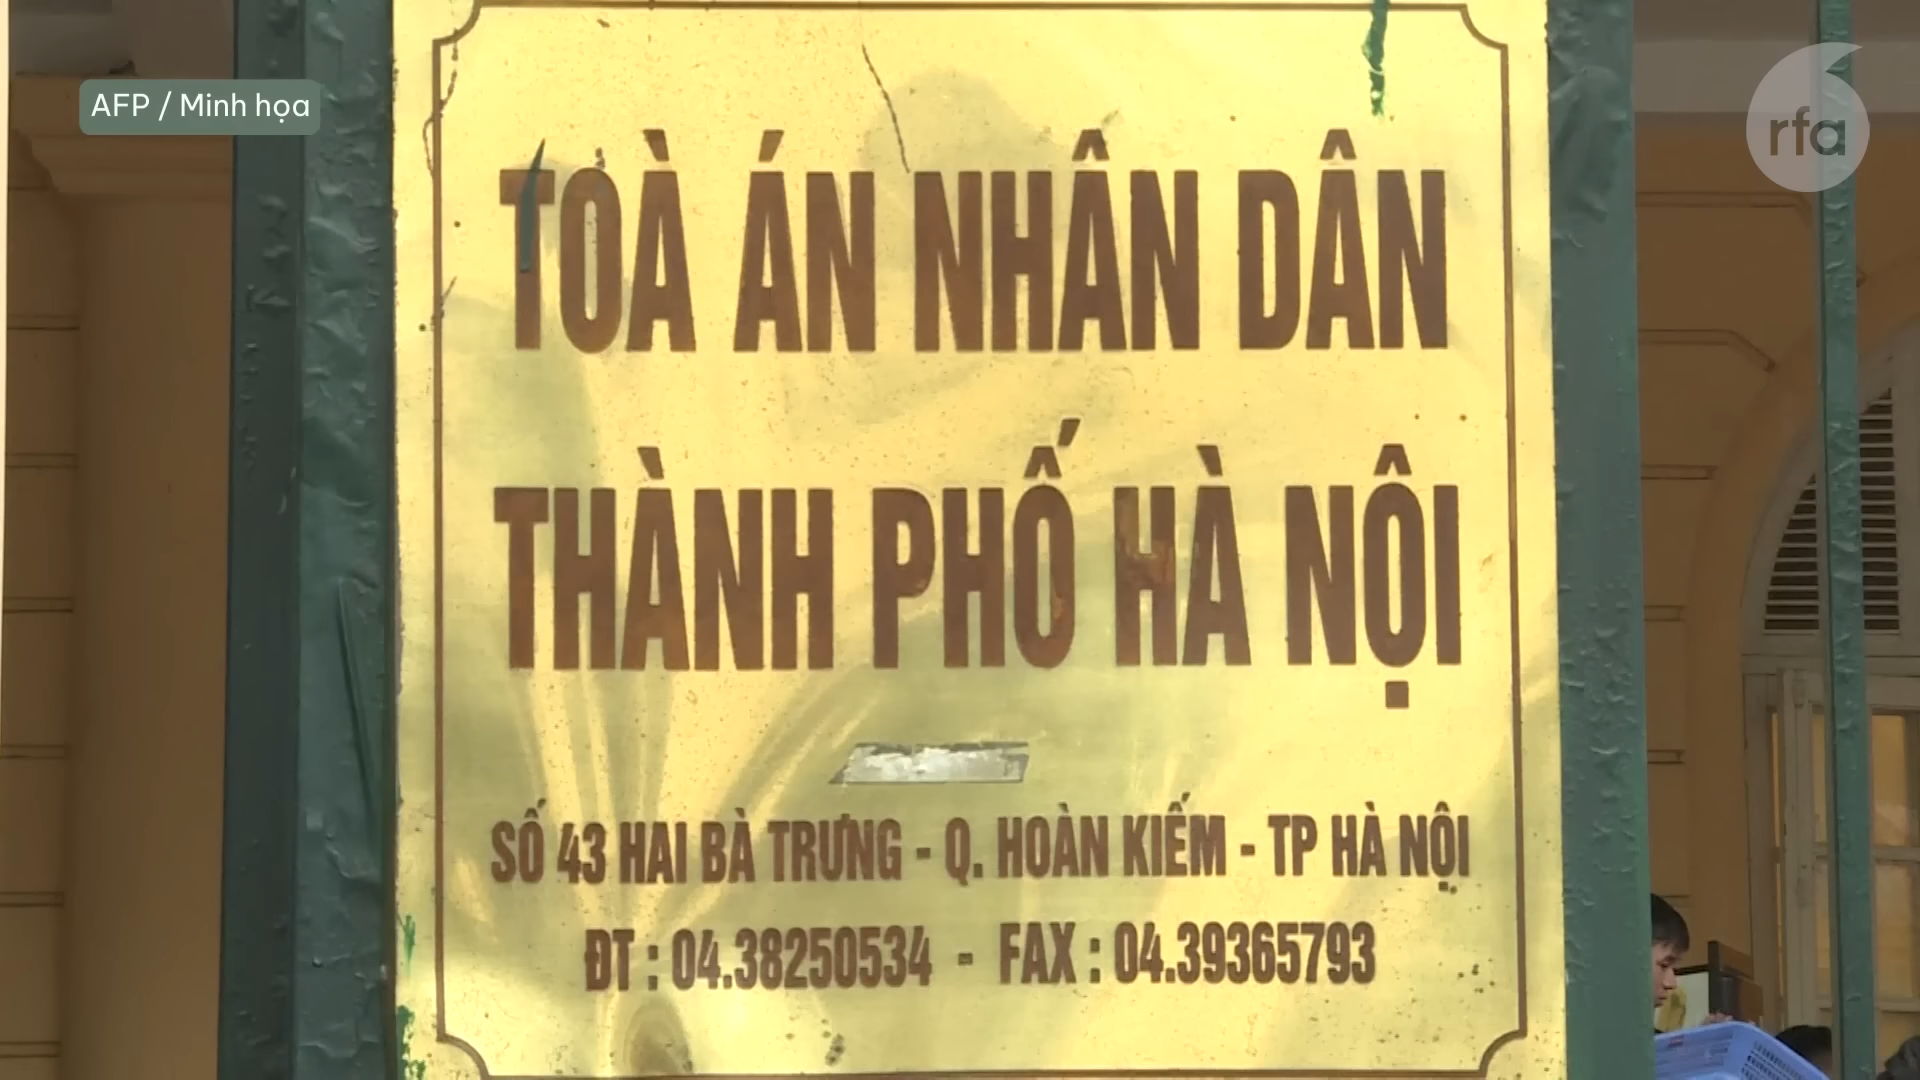 AFP / Minh họa
rfa
TOÀ ÁN NHÂN DÂN
THÀNH PHỐ HÀ NỘI
SỐ 43 HAI BÀ TRƯNG - Q. HOÀN KIẾM - TP HÀ NỘI
ĐT : 04.38250534 - FAX : 04.39365793